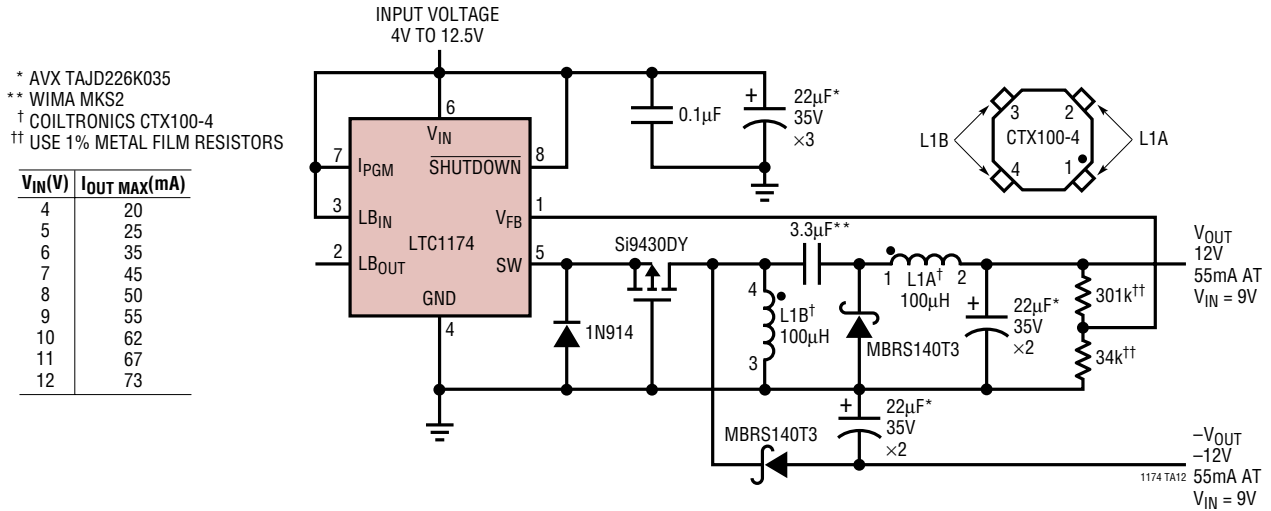 INPUT VOLTAGE
4V TO 12.5V
* AVX TAJD226K035
** WIMA MKS2
† COILTRONICS CTX100-4
†† USE 1% METAL FILM RESISTORS
VIN(V) IOUT MAX(mA)
4 20
5 25
6 35
7 45
8 50
9 55
10 62
11 67
12 73
6
VIN
7
IPGM
SHUTDOWN
8
3
LBIN
VFB
1
LTC1174
2
LBOUT
SW
5
GND
4
0.1µF
+
22µF*
35V
×3
L1B
3
2
CTX100-4
4
1
L1A
Si9430DY
1N914
3.3µF**
4
L1B†
100µH
3
1
L1A†
100µH
2
MBRS140T3
+
22µF*
35V
×2
301k††
34k††
VOUT
12V
55mA AT
VIN = 9V
MBRS140T3
+
22µF*
35V
×2
–VOUT
–12V
55mA AT
VIN = 9V
1174 TA12